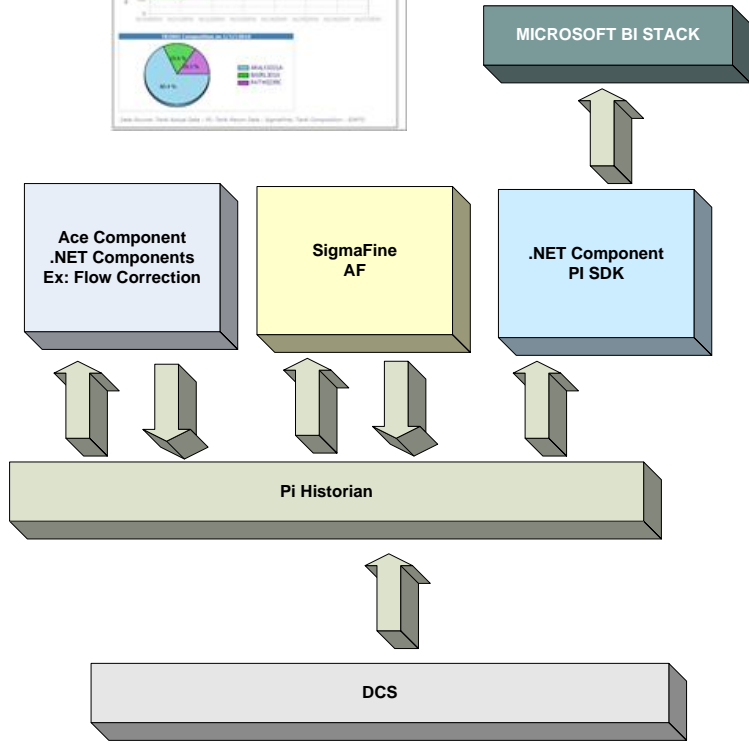 MICROSOFT BI STACK
Ace Component
.NET Components
Ex: Flow Correction
SigmaFine
AF
.NET Component
PI SDK
Pi Historian
DCS